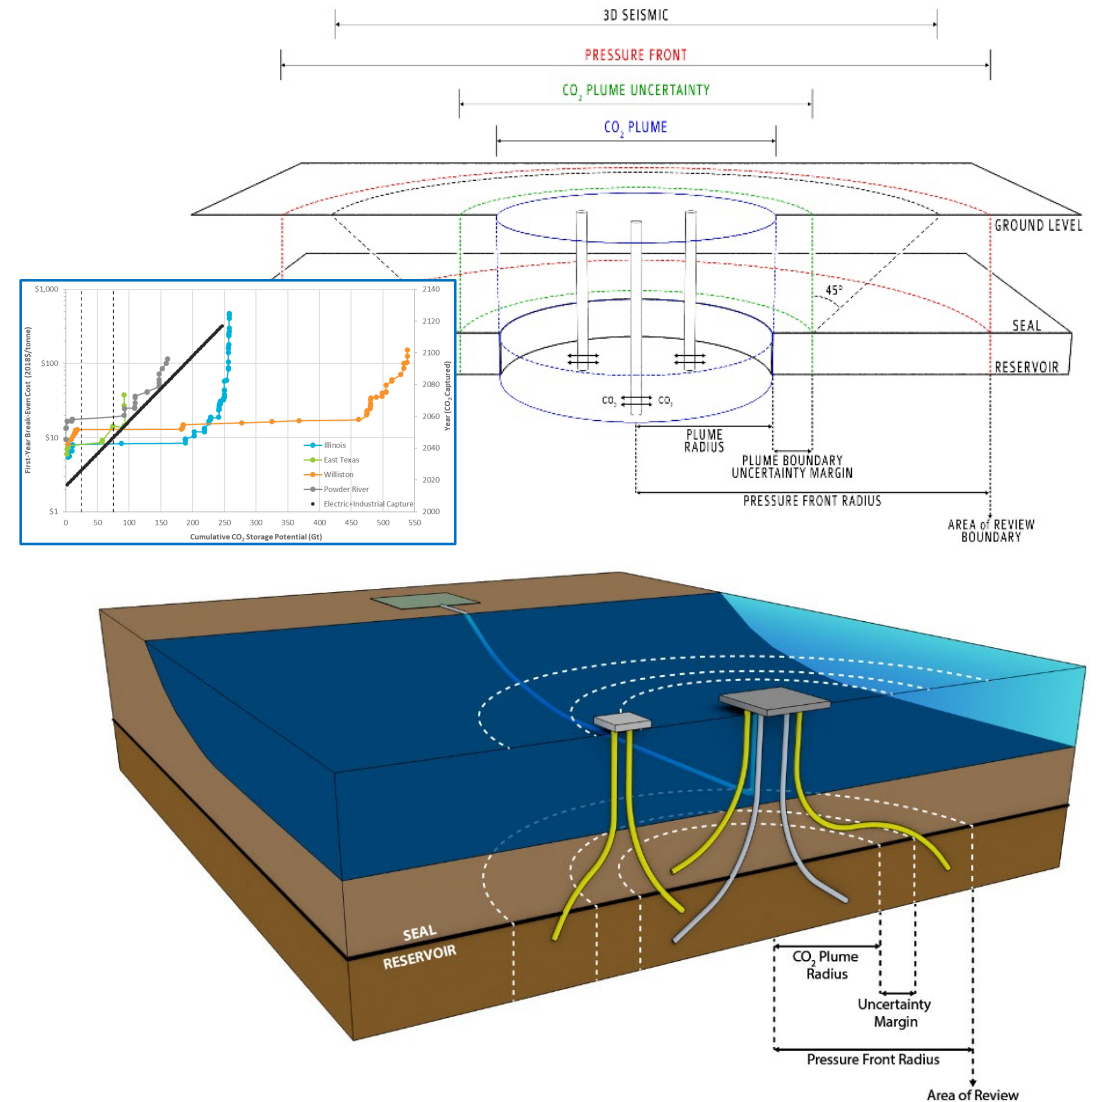 3D SEISMIC
PRESSURE FRONT
CO₂ PLUME UNCERTAINTY
CO₂ PLUME
GROUND LEVEL
45°
SEAL
RESERVOIR
CO₂ CO₂
PLUME
RADIUS
PLUME BOUNDARY
UNCERTAINTY MARGIN
PRESSURE FRONT RADIUS
AREA of REVIEW
BOUNDARY
First-Year Break-Even Cost (2018$/tonne)
$1,000
$100
$10
$1
2140
2120
2100
2080
2060
2040
2020
2000
Year (CO₂ Captured)
Illinois
East Texas
Williston
Powder River
Electric+Industrial Capture
0 50 100 150 200 250 300 350 400 450 500 550
Cumulative CO₂ Storage Potential (Gt)
SEAL
RESERVOIR
CO₂ Plume
Radius
Uncertainty
Margin
Pressure Front Radius
Area of Review